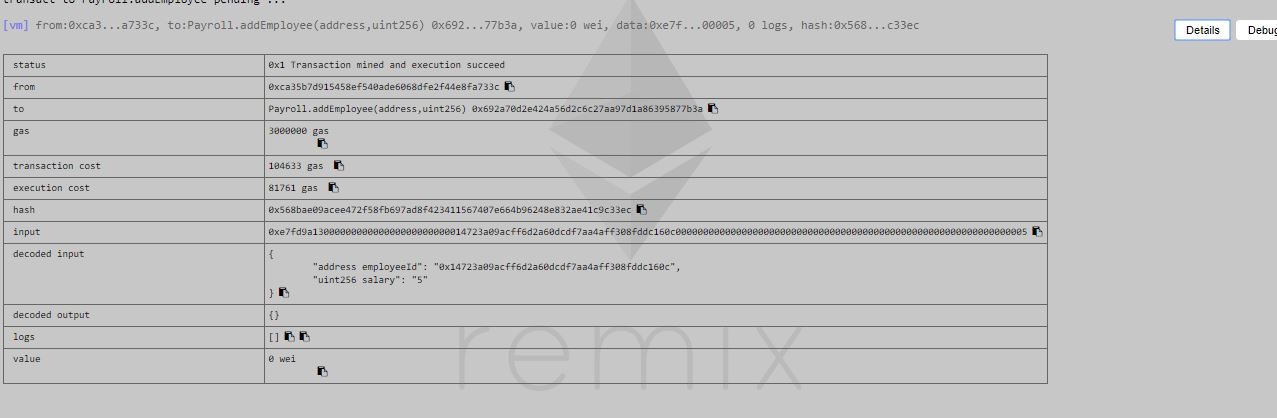 transact to Payroll.addEmployee pending ...
[vm] from:0xca3...a733c, to:Payroll.addEmployee(address,uint256) 0x692...77b3a, value:0 wei, data:0xe7f...00005, 0 logs, hash:0x568...c33ec
Details
Debug
status 0x1 Transaction mined and execution succeed
from 0xca35b7d915458ef540ade6068dfe2f44e8fa733c
to Payroll.addEmployee(address,uint256) 0x692a70d2e424a56d2c6c27aa97d1a86395877b3a
gas 3000000 gas
transaction cost 104633 gas
execution cost 81761 gas
hash 0x568bae09acee472f58fb697ad8f423411567407e664b96248e832ae41c9c33ec
input 0xe7fd9a1300000000000000000000000014723a09acff6d2a60dcdf7aa4aff308fddc160c0000000000000000000000000000000000000000000000000000000000000005
decoded input {
"address employeeId": "0x14723a09acff6d2a60dcdf7aa4aff308fddc160c",
"uint256 salary": "5"
}
decoded output {}
logs []
value 0 wei
remix